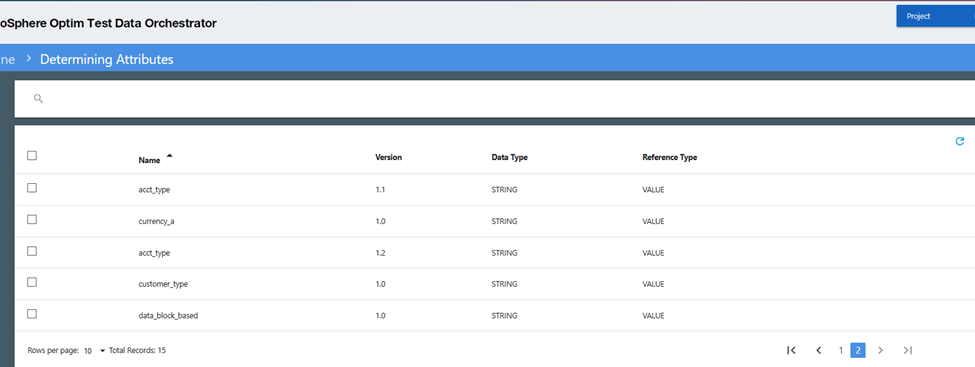 oSphere Optim Test Data Orchestrator
Project
ne > Determining Attributes
Name Version Data Type Reference Type
acct_type 1.1 STRING VALUE
currency_a 1.0 STRING VALUE
acct_type 1.2 STRING VALUE
customer_type 1.0 STRING VALUE
data_block_based 1.0 STRING VALUE
Rows per page: 10 Total Records: 15 1 2